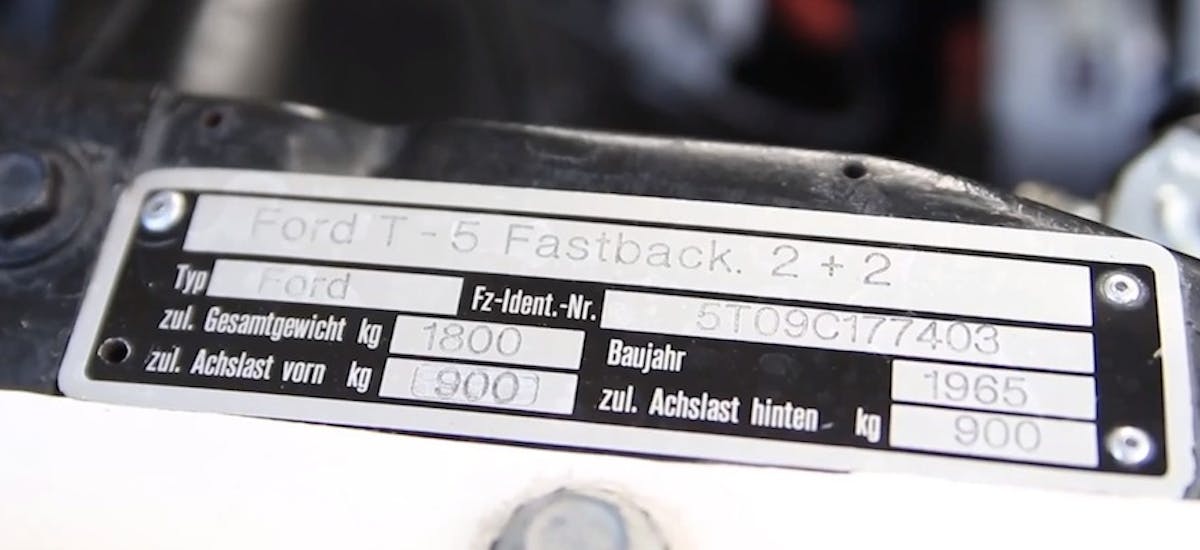 Ford T - 5 Fastback. 2 + 2
Typ Ford Fz-Ident.-Nr. 5T09C177403
zul. Gesamtgewicht kg 1800 Baujahr 1965
zul. Achslast vorn kg 900 zul. Achslast hinten kg 900